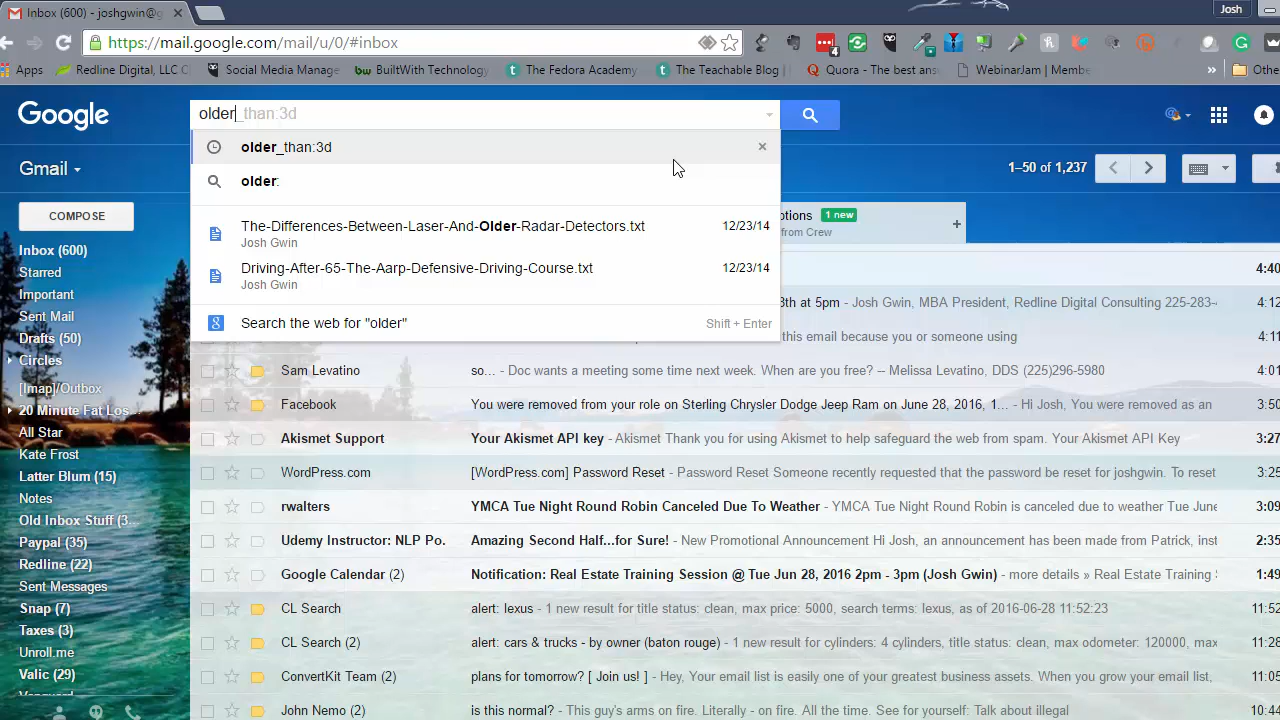 Inbox (600) - joshgwin@g
Josh
https://mail.google.com/mail/u/0/#inbox
4
Apps
Redline Digital, LLC C
Social Media Manage
bw BuiltWith Technology
The Fedora Academy
The Teachable Blog |
Quora - The best ans
WebinarJam | Membe
»
Othe
Google
older_than:3d
older_than:3d
older:
The-Differences-Between-Laser-And-Older-Radar-Detectors.txt 12/23/14
Josh Gwin
Driving-After-65-The-Aarp-Defensive-Driving-Course.txt 12/23/14
Josh Gwin
Search the web for "older" Shift + Enter
Gmail
1–50 of 1,237
COMPOSE
Inbox (600)
Starred
Important
Sent Mail
Drafts (50)
Circles
[Imap]/Outbox
20 Minute Fat Los...
All Star
Kate Frost
Latter Blum (15)
Notes
Old Inbox Stuff (3...
Paypal (35)
Redline (22)
Sent Messages
Snap (7)
Taxes (3)
Unroll.me
Valic (29)
ptions 1 new
from Crew
4:40
8th at 5pm - Josh Gwin, MBA President, Redline Digital Consulting 225-283-4 4:12
this email because you or someone using 4:11
Sam Levatino so... - Doc wants a meeting some time next week. When are you free? – Melissa Levatino, DDS (225)296-5980 4:01
Facebook You were removed from your role on Sterling Chrysler Dodge Jeep Ram on June 28, 2016, 1... - Hi Josh, You were removed as an 3:50
Akismet Support Your Akismet API key - Akismet Thank you for using Akismet to help safeguard the web from spam. Your Akismet API Key 3:27
WordPress.com [WordPress.com] Password Reset - Password Reset Someone recently requested that the password be reset for joshgwin. To reset 3:25
rwalters YMCA Tue Night Round Robin Canceled Due To Weather - YMCA Tue Night Round Robin is canceled due to weather Tue June 3:09
Udemy Instructor: NLP Po. Amazing Second Half...for Sure! - New Promotional Announcement Hi Josh, an announcement has been made from Patrick, inst 2:35
Google Calendar (2) Notification: Real Estate Training Session @ Tue Jun 28, 2016 2pm - 3pm (Josh Gwin) - more details » Real Estate Training S 1:49
CL Search alert: lexus - 1 new result for title status: clean, max price: 5000, search terms: lexus, as of 2016-06-28 11:52:23 11:52
CL Search (2) alert: cars & trucks - by owner (baton rouge) - 1 new result for cylinders: 4 cylinders, title status: clean, max odometer: 120000, max 11:28
ConvertKit Team (2) plans for tomorrow? [ Join us! ] - Hey, Your email list is easily one of your greatest business assets. When you grow your email list, 11:26
John Nemo (2) is this normal? - This guy's arms on fire. Literally - on fire. All the time. See for yourself: Talk about illegal 11:02